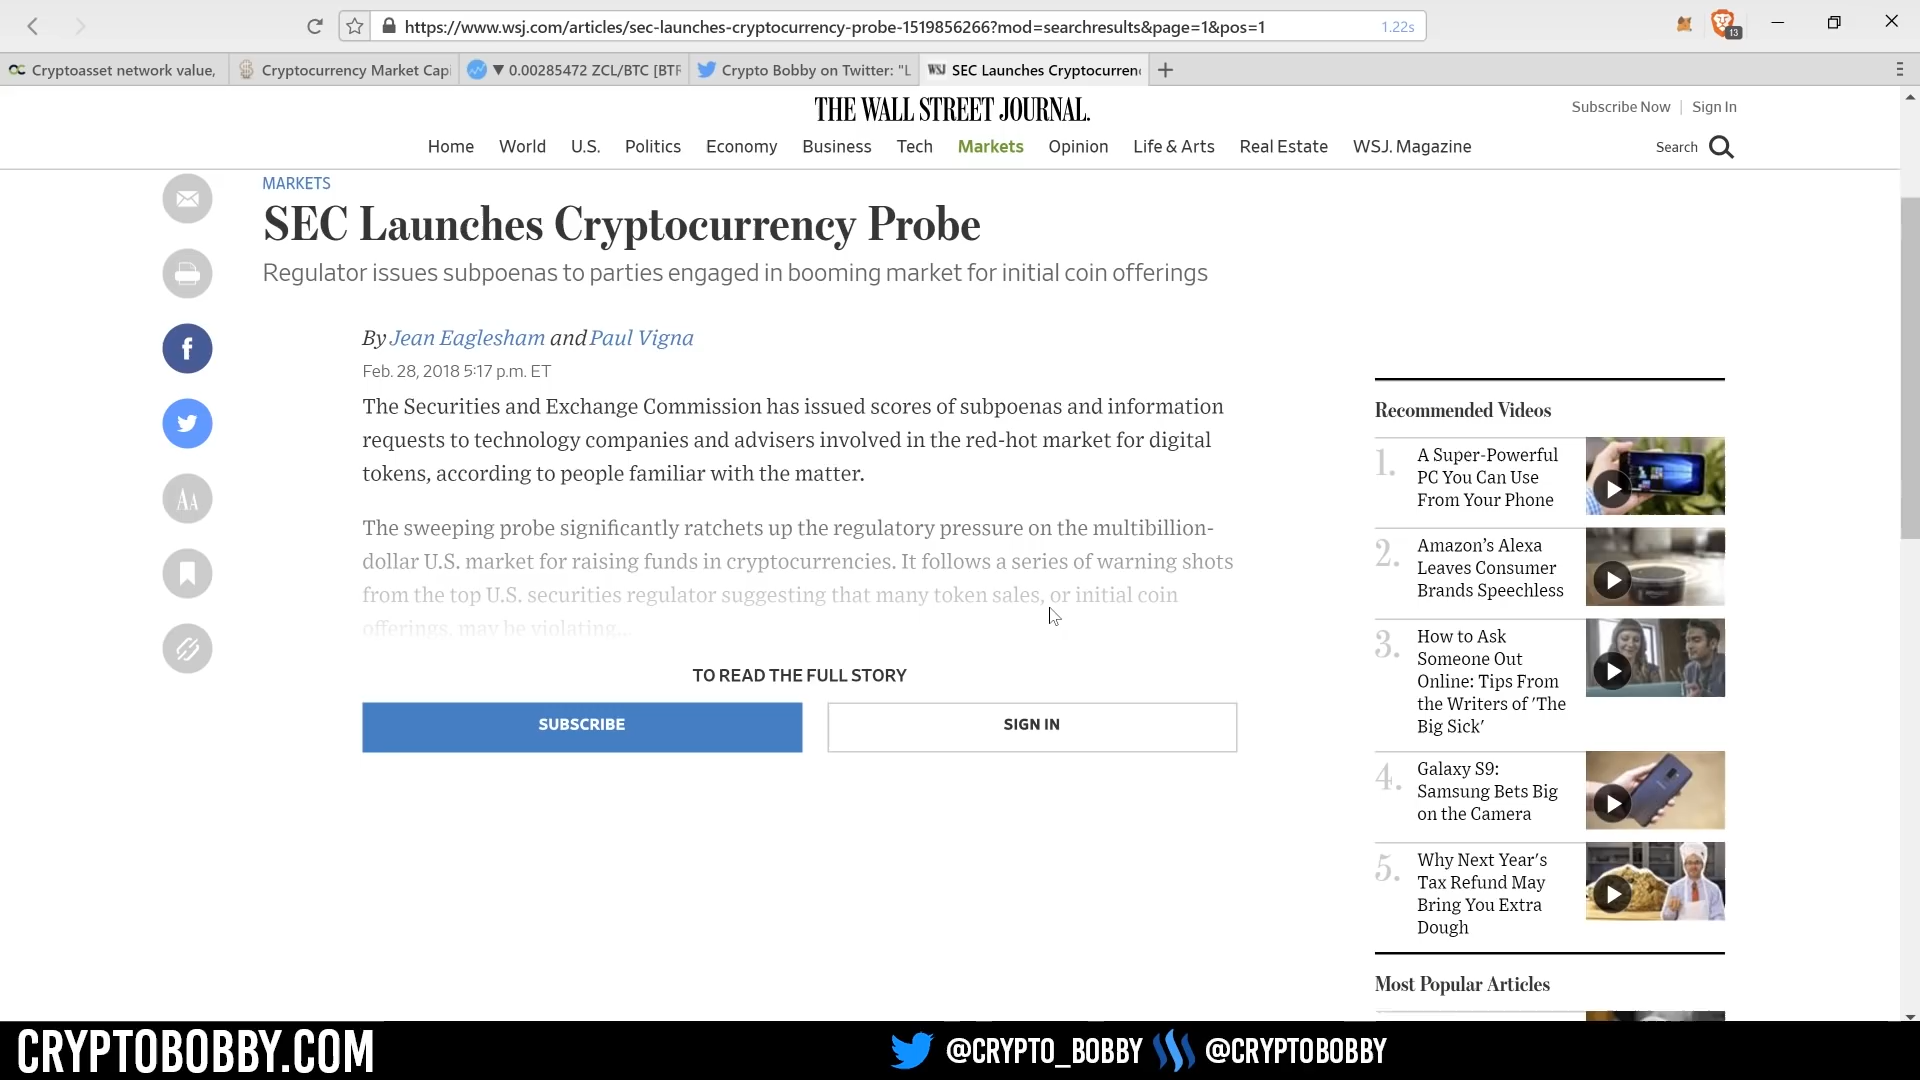 https://www.wsj.com/articles/sec-launches-cryptocurrency-probe-1519856266?mod=searchresults&page=1&pos=1
1.22s
13
Cryptoasset network value,
Cryptocurrency Market Cap
▼ 0.00285472 ZCL/BTC [BTR
Crypto Bobby on Twitter: "L
WSJ SEC Launches Cryptocurren
THE WALL STREET JOURNAL.
Subscribe Now | Sign In
Home World U.S. Politics Economy Business Tech Markets Opinion Life & Arts Real Estate WSJ. Magazine
Search
MARKETS
SEC Launches Cryptocurrency Probe
Regulator issues subpoenas to parties engaged in booming market for initial coin offerings
By Jean Eaglesham and Paul Vigna
Feb. 28, 2018 5:17 p.m. ET
The Securities and Exchange Commission has issued scores of subpoenas and information
requests to technology companies and advisers involved in the red-hot market for digital
tokens, according to people familiar with the matter.
The sweeping probe significantly ratchets up the regulatory pressure on the multibillion-
dollar U.S. market for raising funds in cryptocurrencies. It follows a series of warning shots
from the top U.S. securities regulator suggesting that many token sales, or initial coin
offerings, may be violating...
TO READ THE FULL STORY
SUBSCRIBE
SIGN IN
f
AA
Recommended Videos
1. A Super-Powerful
PC You Can Use
From Your Phone
2. Amazon's Alexa
Leaves Consumer
Brands Speechless
3. How to Ask
Someone Out
Online: Tips From
the Writers of 'The
Big Sick'
4. Galaxy S9:
Samsung Bets Big
on the Camera
5. Why Next Year's
Tax Refund May
Bring You Extra
Dough
Most Popular Articles
CRYPTOBOBBY.COM
@CRYPTO_BOBBY
@CRYPTOBOBBY